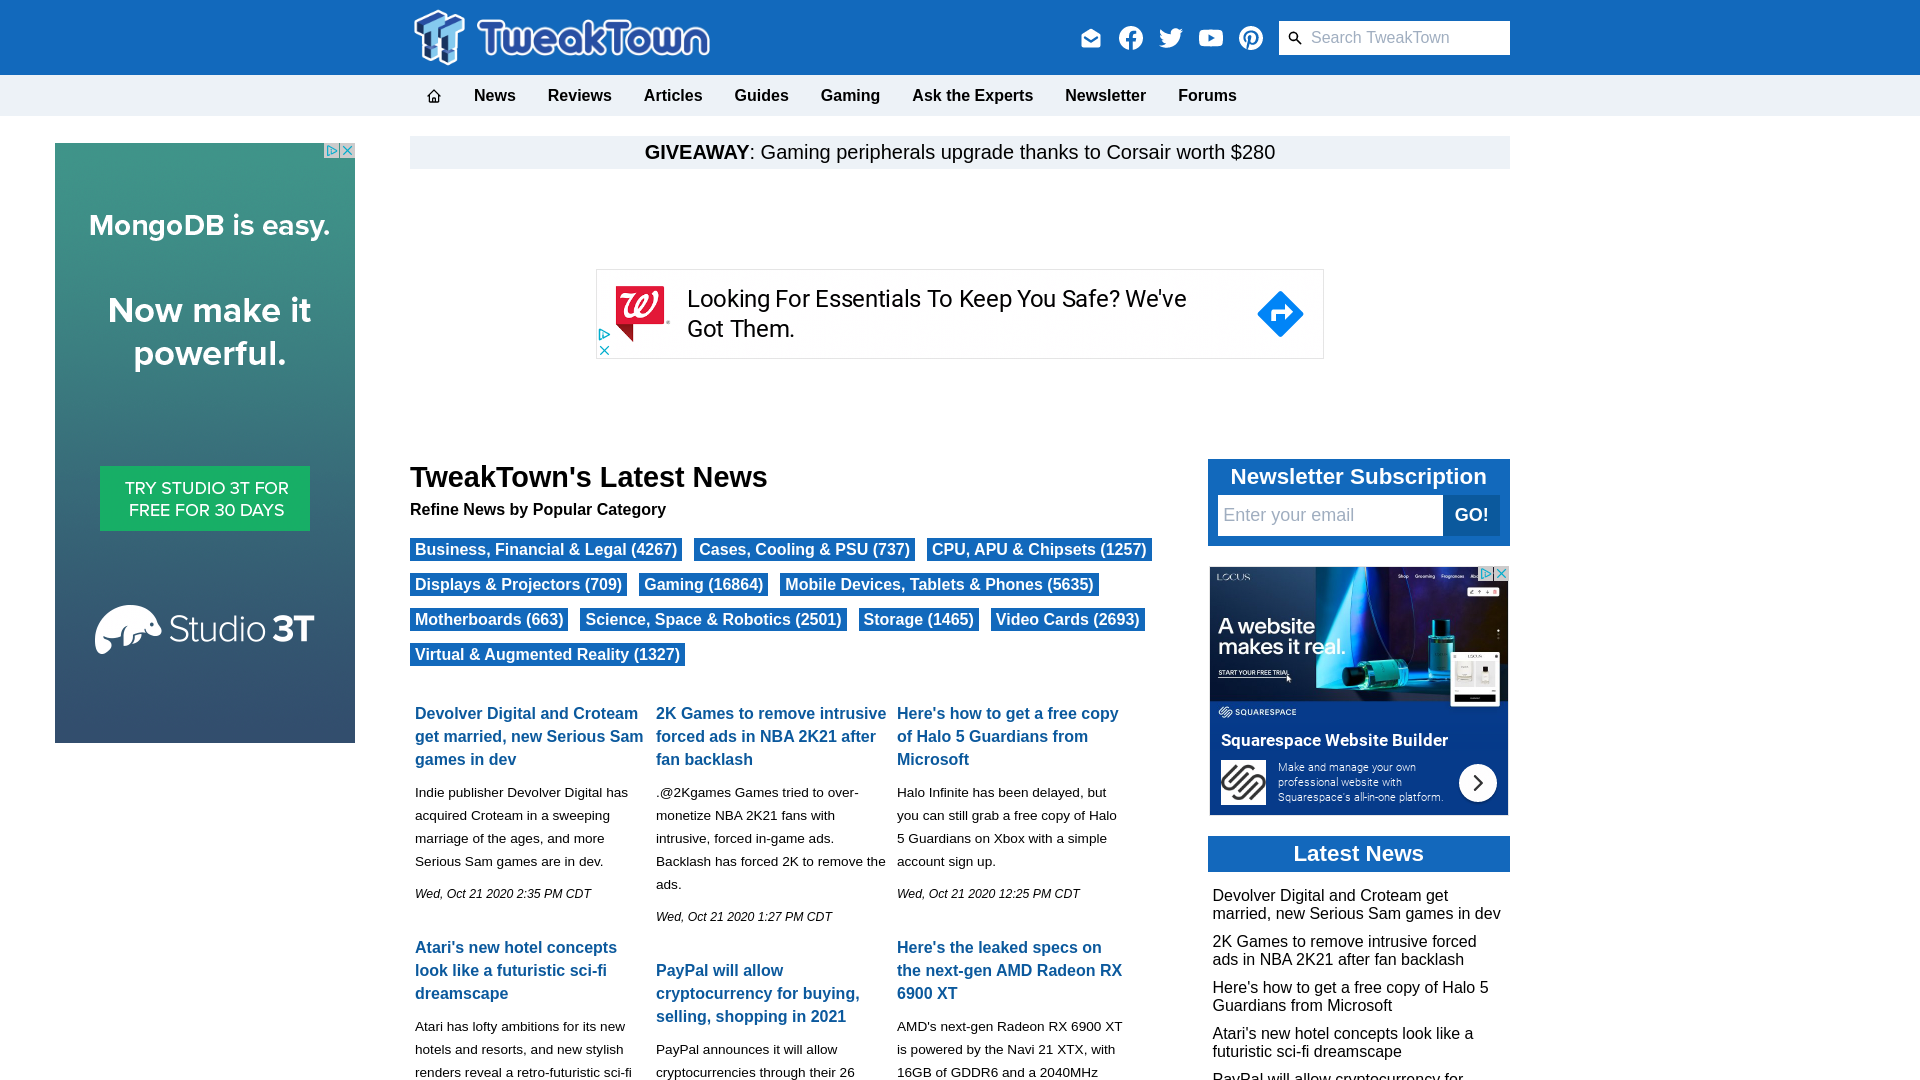 TweakTown
Search TweakTown
News
Reviews
Articles
Guides
Gaming
Ask the Experts
Newsletter
Forums
MongoDB is easy.
Now make it
powerful.
TRY STUDIO 3T FOR
FREE FOR 30 DAYS
Studio 3T
GIVEAWAY: Gaming peripherals upgrade thanks to Corsair worth $280
Looking For Essentials To Keep You Safe? We've
Got Them.
TweakTown's Latest News
Refine News by Popular Category
Business, Financial & Legal (4267)
Cases, Cooling & PSU (737)
CPU, APU & Chipsets (1257)
Displays & Projectors (709)
Gaming (16864)
Mobile Devices, Tablets & Phones (5635)
Motherboards (663)
Science, Space & Robotics (2501)
Storage (1465)
Video Cards (2693)
Virtual & Augmented Reality (1327)
Devolver Digital and Croteam
get married, new Serious Sam
games in dev
Indie publisher Devolver Digital has
acquired Croteam in a sweeping
marriage of the ages, and more
Serious Sam games are in dev.
Wed, Oct 21 2020 2:35 PM CDT
2K Games to remove intrusive
forced ads in NBA 2K21 after
fan backlash
.@2Kgames Games tried to over-
monetize NBA 2K21 fans with
intrusive, forced in-game ads.
Backlash has forced 2K to remove the
ads.
Wed, Oct 21 2020 1:27 PM CDT
Here's how to get a free copy
of Halo 5 Guardians from
Microsoft
Halo Infinite has been delayed, but
you can still grab a free copy of Halo
5 Guardians on Xbox with a simple
account sign up.
Wed, Oct 21 2020 12:25 PM CDT
Atari's new hotel concepts
look like a futuristic sci-fi
dreamscape
Atari has lofty ambitions for its new
hotels and resorts, and new stylish
renders reveal a retro-futuristic sci-fi
PayPal will allow
cryptocurrency for buying,
selling, shopping in 2021
PayPal announces it will allow
cryptocurrencies through their 26
Here's the leaked specs on
the next-gen AMD Radeon RX
6900 XT
AMD's next-gen Radeon RX 6900 XT
is powered by the Navi 21 XTX, with
16GB of GDDR6 and a 2040MHz
Newsletter Subscription
Enter your email
GO!
LOCUS
Shop
Grooming
Fragrances
A website
makes it real.
START YOUR FREE TRIAL
SQUARESPACE
Squarespace Website Builder
Make and manage your own
professional website with
Squarespace's all-in-one platform.
Latest News
Devolver Digital and Croteam get
married, new Serious Sam games in dev
2K Games to remove intrusive forced
ads in NBA 2K21 after fan backlash
Here's how to get a free copy of Halo 5
Guardians from Microsoft
Atari's new hotel concepts look like a
futuristic sci-fi dreamscape
PayPal will allow cryptocurrency for